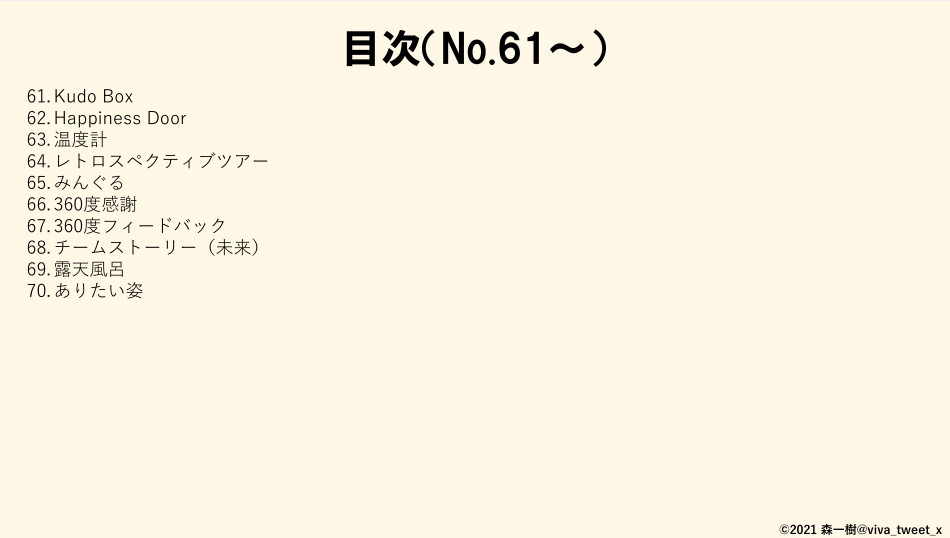 目次(No.61～)
61. Kudo Box
62. Happiness Door
63. 温度計
64. レトロスペクティブツアー
65. みんぐる
66. 360度感謝
67. 360度フィードバック
68. チームストーリー（未来）
69. 露天風呂
70. ありたい姿
©2021 森一樹@viva_tweet_x